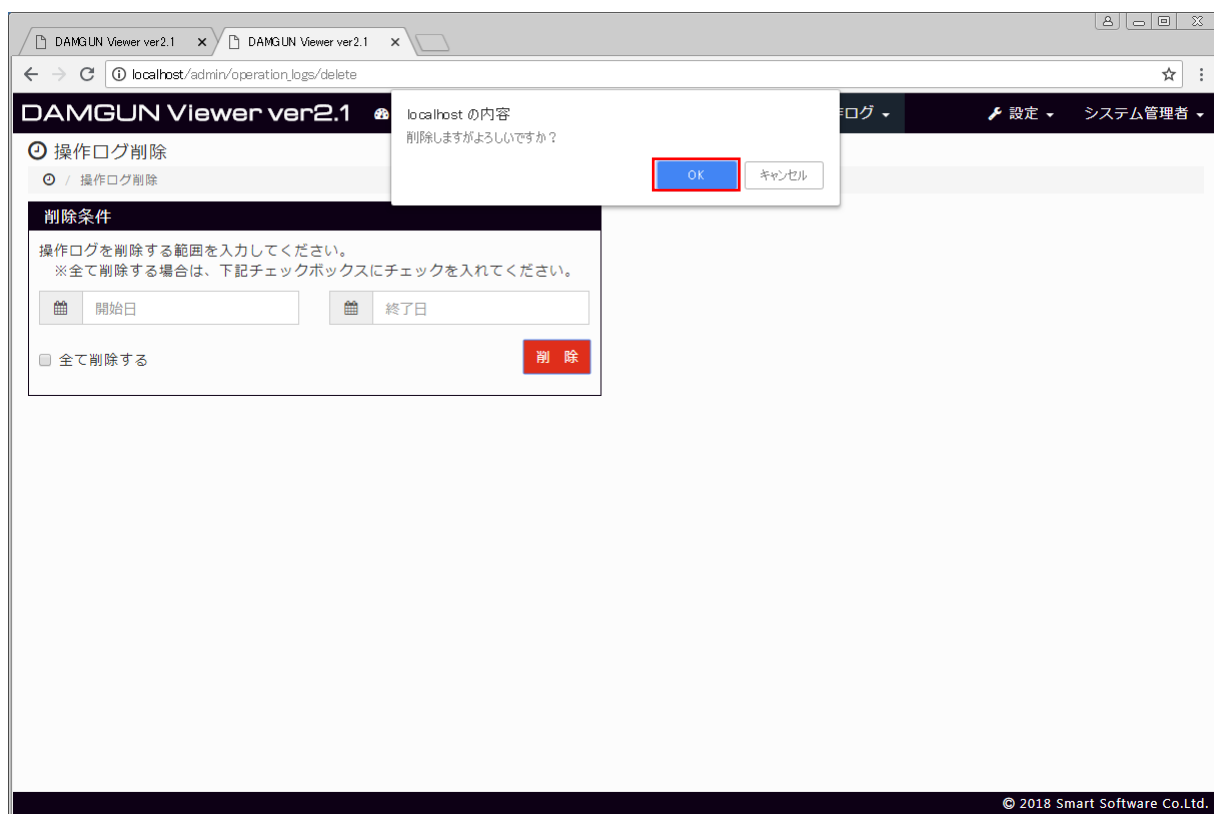 DAMGUN Viewer ver2.1
DAMGUN Viewer ver2.1
localhost/admin/operation_logs/delete
DAMGUN Viewer ver2.1
ログ
設定
システム管理者
localhost の内容
削除しますがよろしいですか?
OK
キャンセル
操作ログ削除
/ 操作ログ削除
削除条件
操作ログを削除する範囲を入力してください。
※全て削除する場合は、下記チェックボックスにチェックを入れてください。
開始日
終了日
全て削除する
削 除
© 2018 Smart Software Co.Ltd.